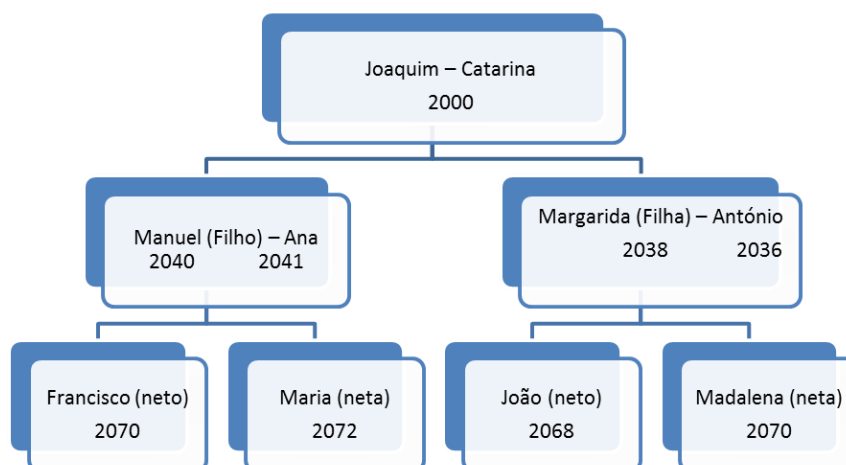 Joaquim – Catarina
2000
Manuel (Filho) – Ana
2040 2041
Margarida (Filha) – António
2038 2036
Francisco (neto)
2070
Maria (neta)
2072
João (neto)
2068
Madalena (neta)
2070